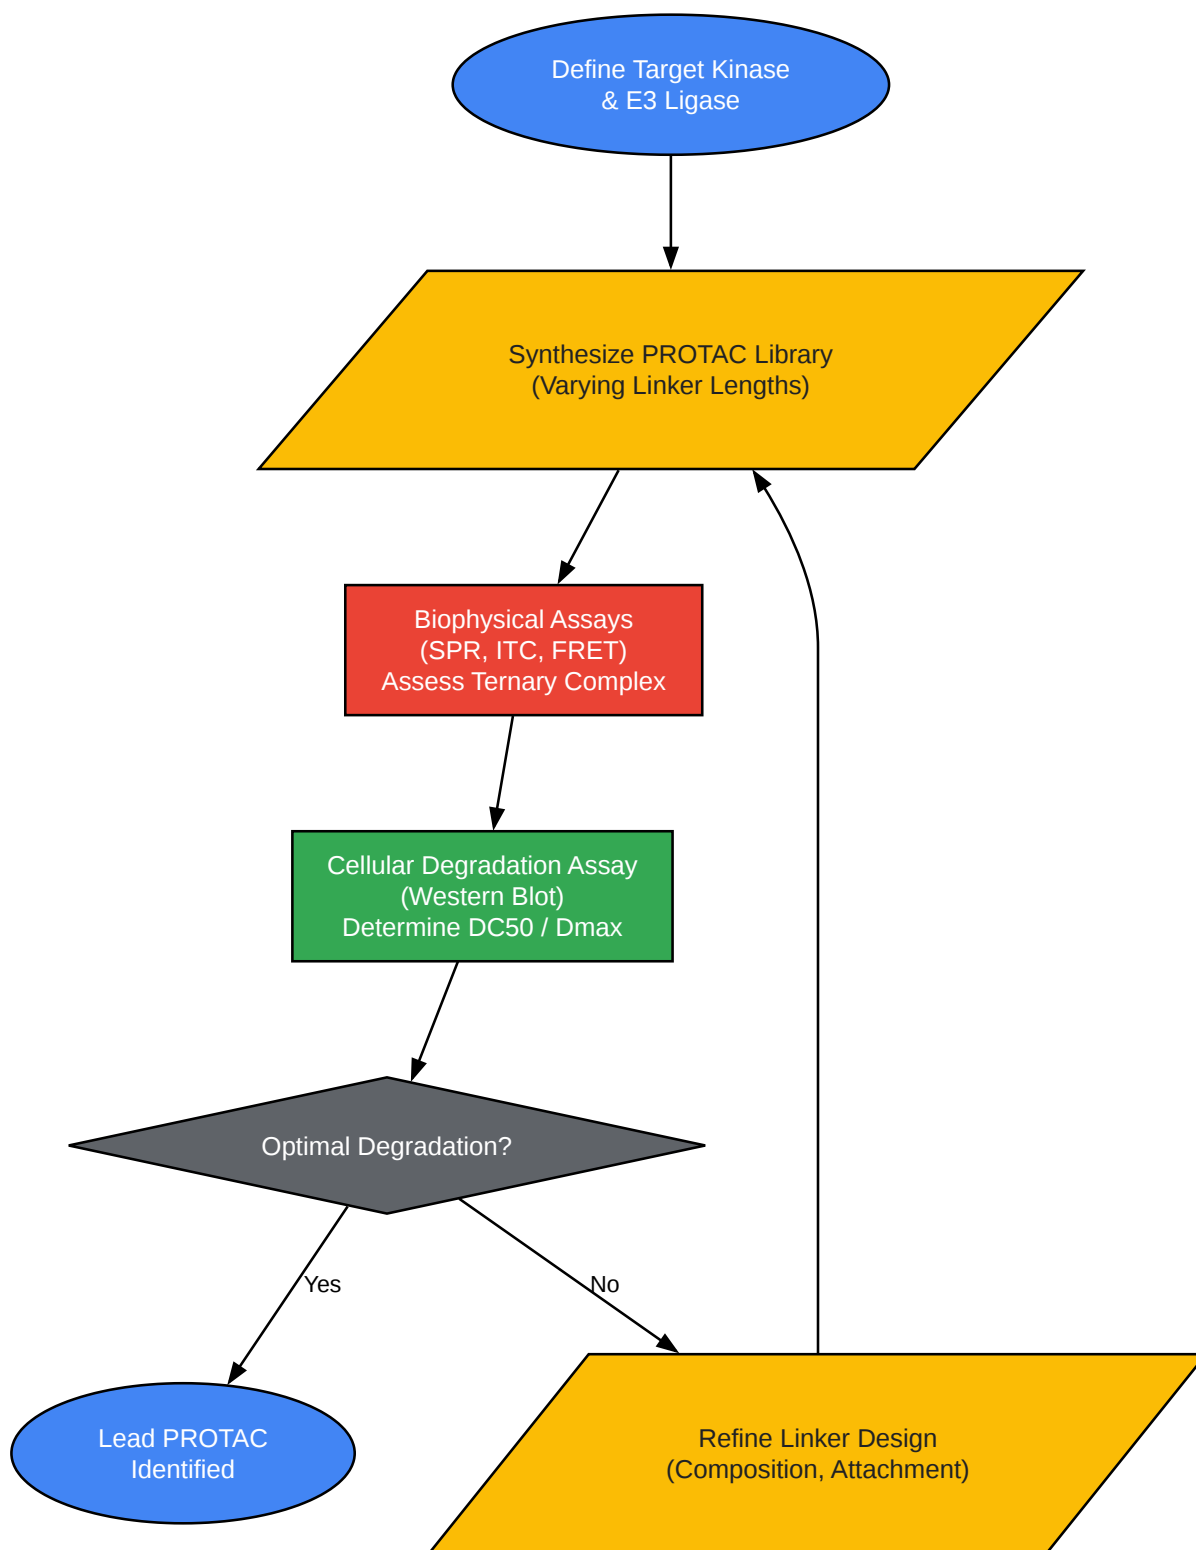 Define Target Kinase
& E3 Ligase
Synthesize PROTAC Library
(Varying Linker Lengths)
Biophysical Assays
(SPR, ITC, FRET)
Assess Ternary Complex
Cellular Degradation Assay
(Western Blot)
Determine DC50 / Dmax
Optimal Degradation?
Yes
No
Lead PROTAC
Identified
Refine Linker Design
(Composition, Attachment)